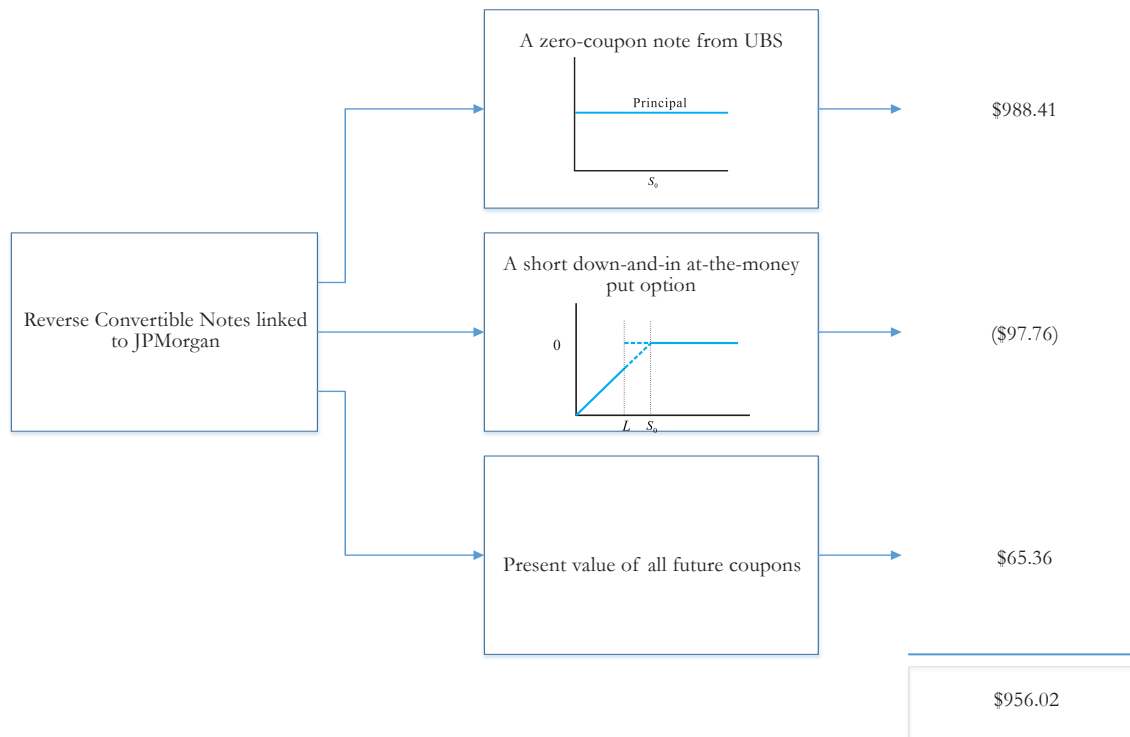 A zero-coupon note from UBS
Principal
S₀
$988.41
Reverse Convertible Notes linked
to JPMorgan
A short down-and-in at-the-money
put option
0
L S₀
($97.76)
Present value of all future coupons
$65.36
$956.02